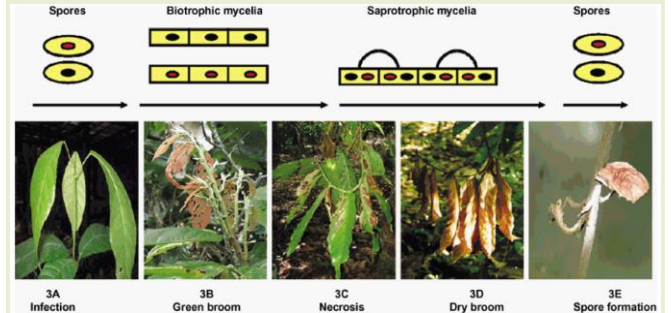 Spores Biotrophic mycelia Saprotrophic mycelia Spores
3A 3B 3C 3D 3E
Infection Green broom Necrosis Dry broom Spore formation